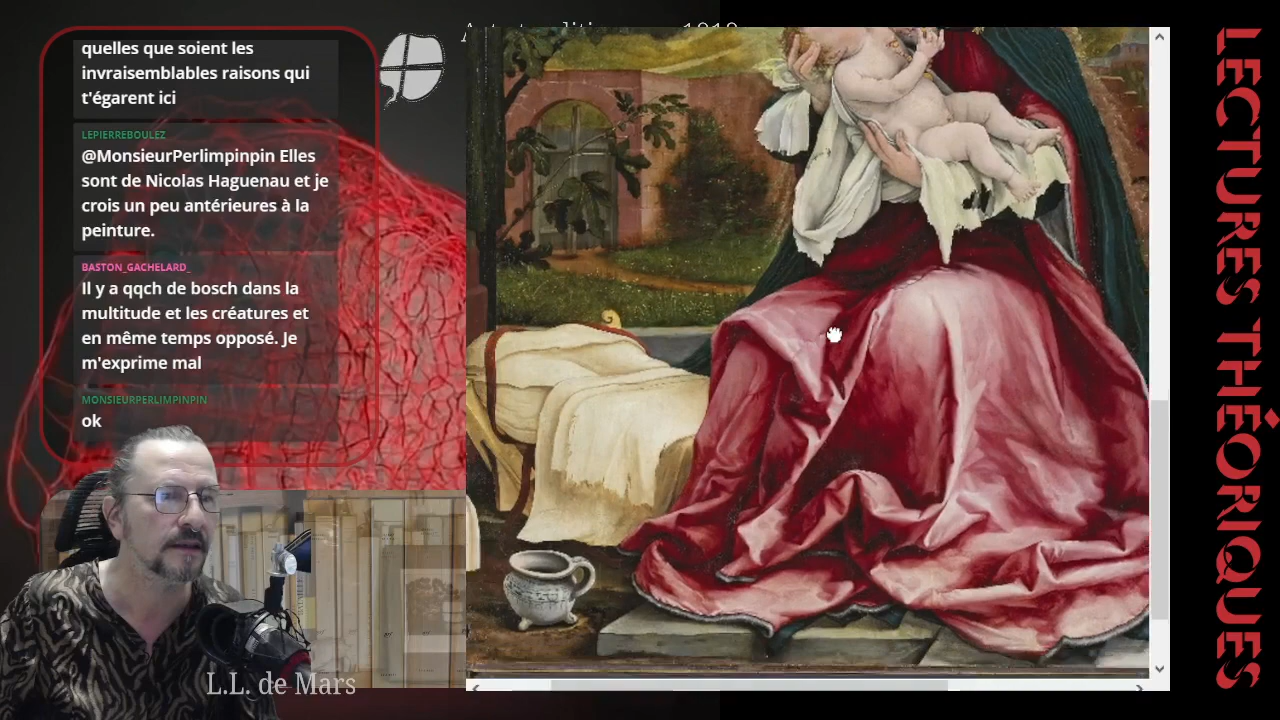 quelles que soient les
invraisemblables raisons qui
t'égarent ici
LEPIERREBOULEZ
@MonsieurPerlimpinpin Elles
sont de Nicolas Haguenau et je
crois un peu antérieures à la
peinture.
BASTON_GACHELARD_
Il y a qqch de bosch dans la
multitude et les créatures et
en même temps opposé. Je
m'exprime mal
MONSIEURPERLIMPINPIN
ok
L.L. de Mars
LECTURES THÉORIQUES